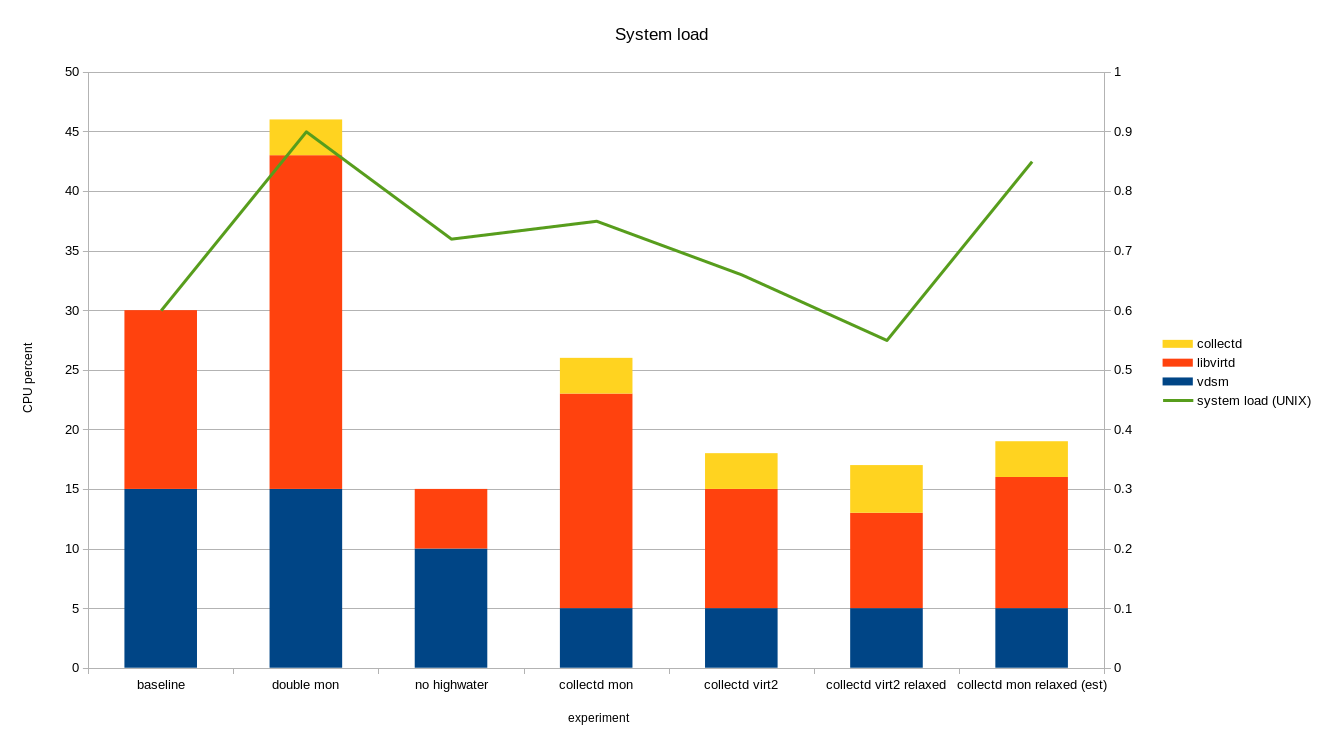 System load
50
45
40
35
30
25
20
15
10
5
0
CPU percent
1
0.9
0.8
0.7
0.6
0.5
0.4
0.3
0.2
0.1
0
baseline
double mon
no highwater
collectd mon
collectd virt2
collectd virt2 relaxed
collectd mon relaxed (est)
experiment
collectd
libvirtd
vdsm
system load (UNIX)